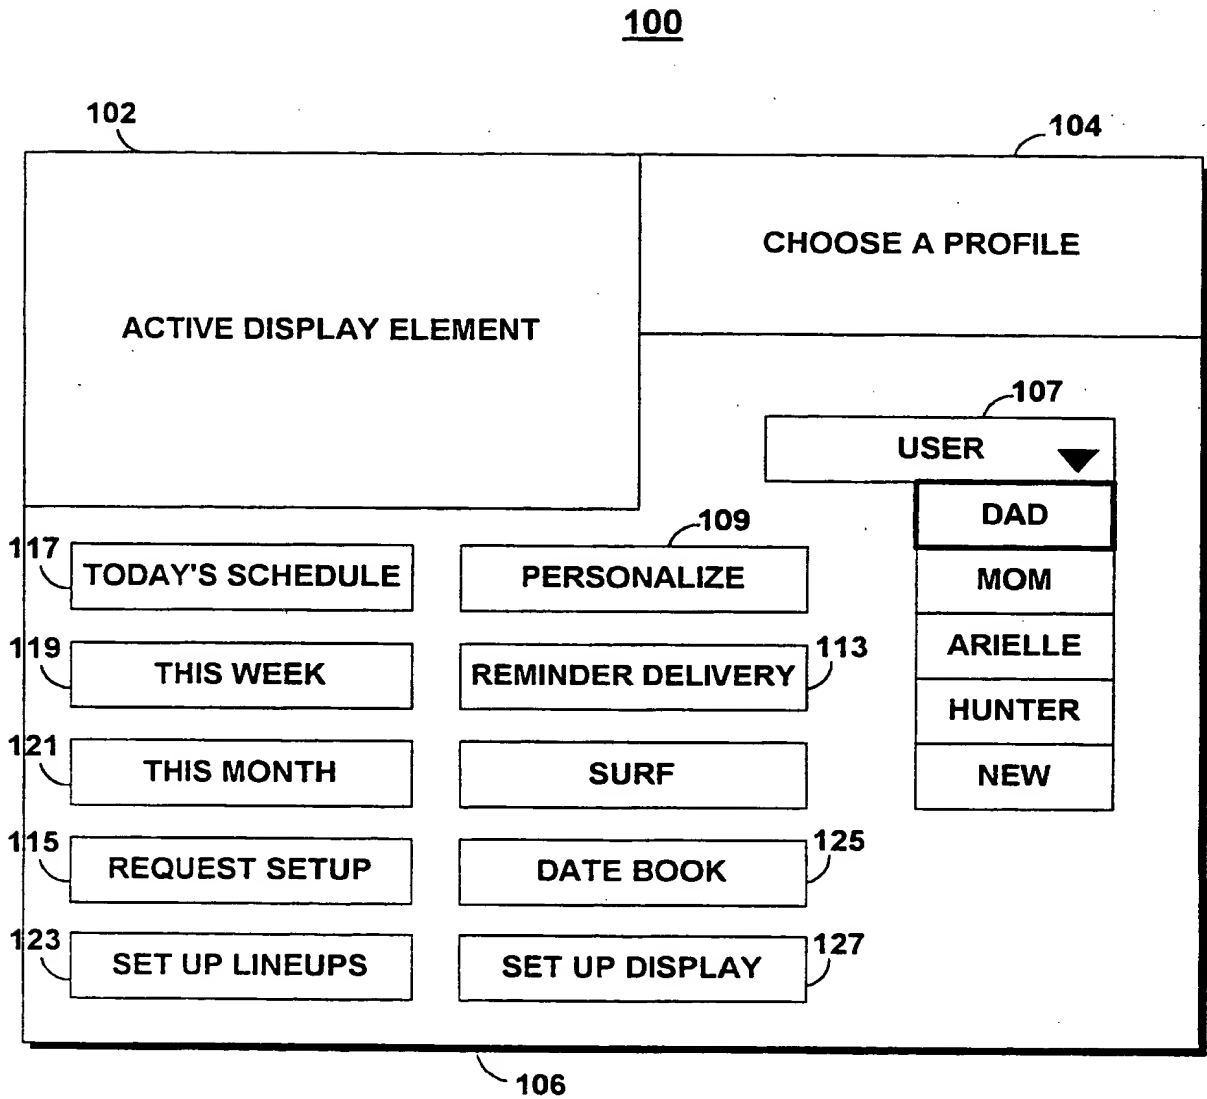 100
102
104
CHOOSE A PROFILE
ACTIVE DISPLAY ELEMENT
107
USER
DAD
MOM
ARIELLE
HUNTER
NEW
117
TODAY'S SCHEDULE
109
PERSONALIZE
119
THIS WEEK
REMINDER DELIVERY
113
121
THIS MONTH
SURF
115
REQUEST SETUP
DATE BOOK
125
123
SET UP LINEUPS
SET UP DISPLAY
127
106